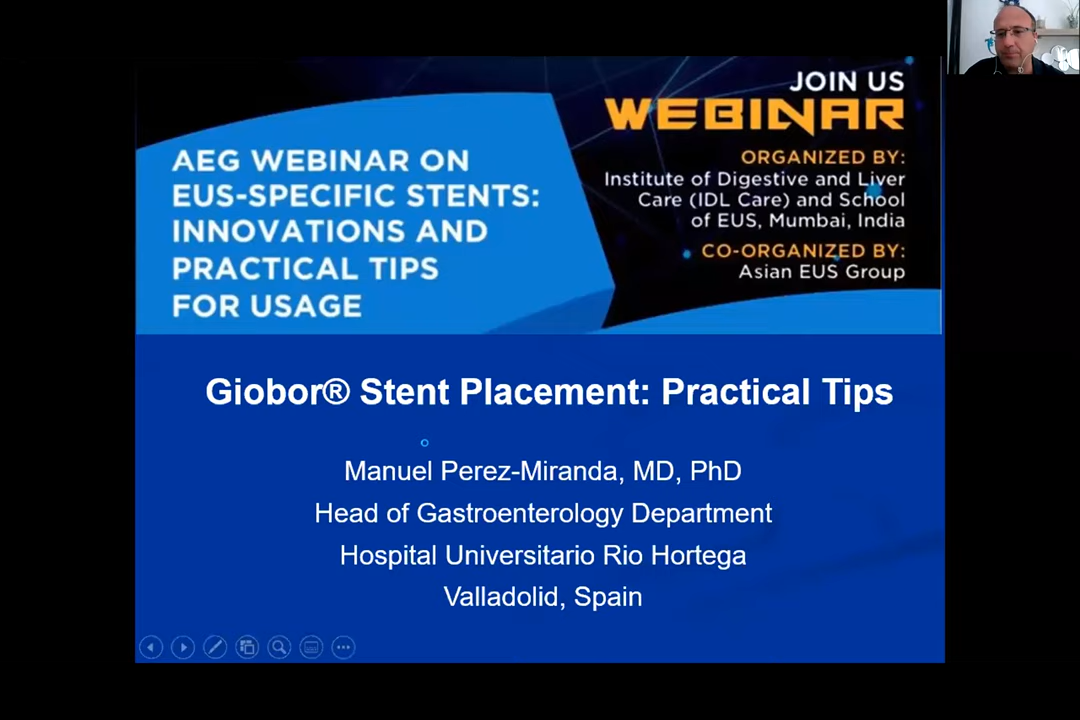 AEG WEBINAR ON
EUS-SPECIFIC STENTS:
INNOVATIONS AND
PRACTICAL TIPS
FOR USAGE
JOIN US
WEBINAR
ORGANIZED BY:
Institute of Digestive and Liver
Care (IDL Care) and School
of EUS, Mumbai, India
CO-ORGANIZED BY:
Asian EUS Group
Giobor® Stent Placement: Practical Tips
Manuel Perez-Miranda, MD, PhD
Head of Gastroenterology Department
Hospital Universitario Rio Hortega
Valladolid, Spain